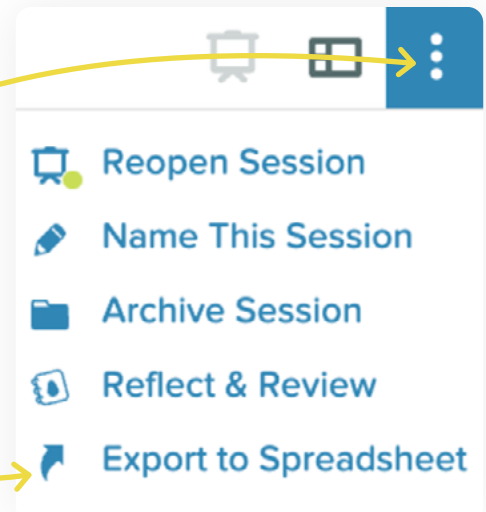 Reopen Session
Name This Session
Archive Session
Reflect & Review
Export to Spreadsheet